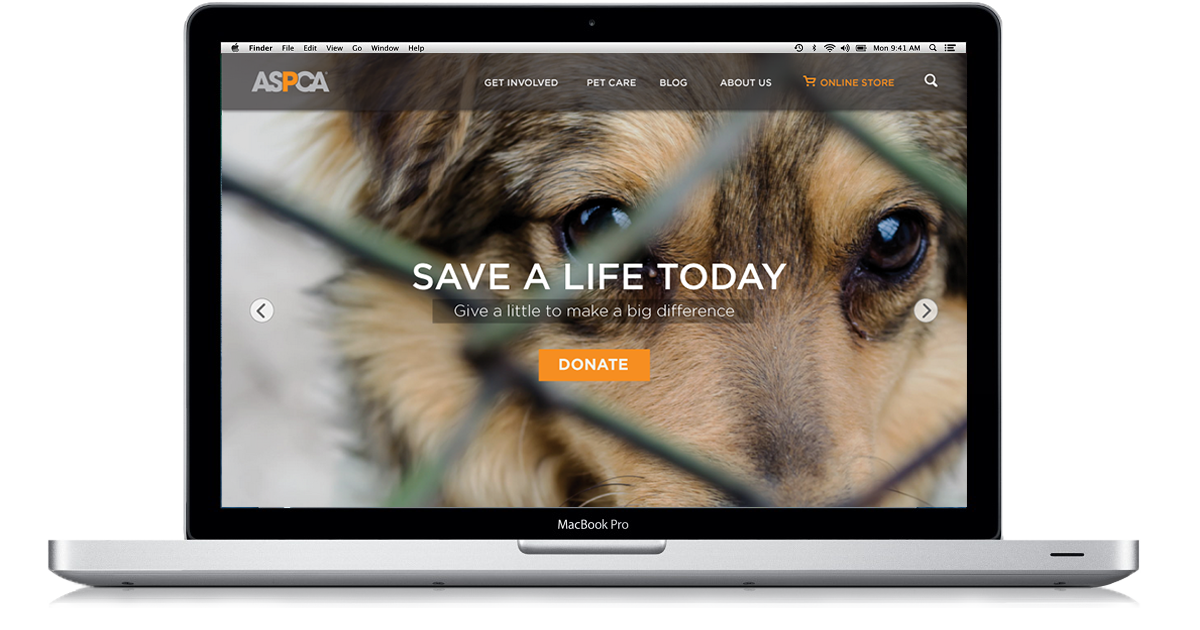 Finder File Edit View Go Window Help Mon 9:41 AM
ASPCA GET INVOLVED PET CARE BLOG ABOUT US ONLINE STORE
SAVE A LIFE TODAY
Give a little to make a big difference
DONATE
MacBook Pro